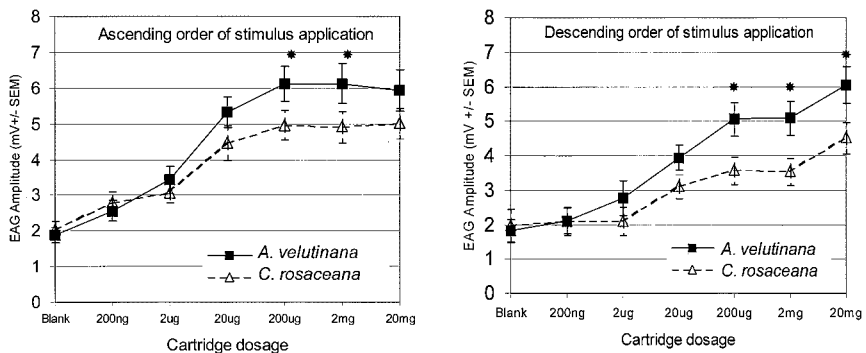 Ascending order of stimulus application
*
*
8
7
6
5
4
3
2
1
0
EAG Amplitude (mV+/- SEM)
A. velutinana
C. rosaceana
Blank 200ng 2ug 20ug 200ug 2mg 20mg
Cartridge dosage
Descending order of stimulus application
*
*
*
8
7
6
5
4
3
2
1
0
EAG Amplitude (mV +/- SEM)
A. velutinana
C. rosaceana
Blank 200ng 2ug 20ug 200ug 2mg 20mg
Cartridge dosage